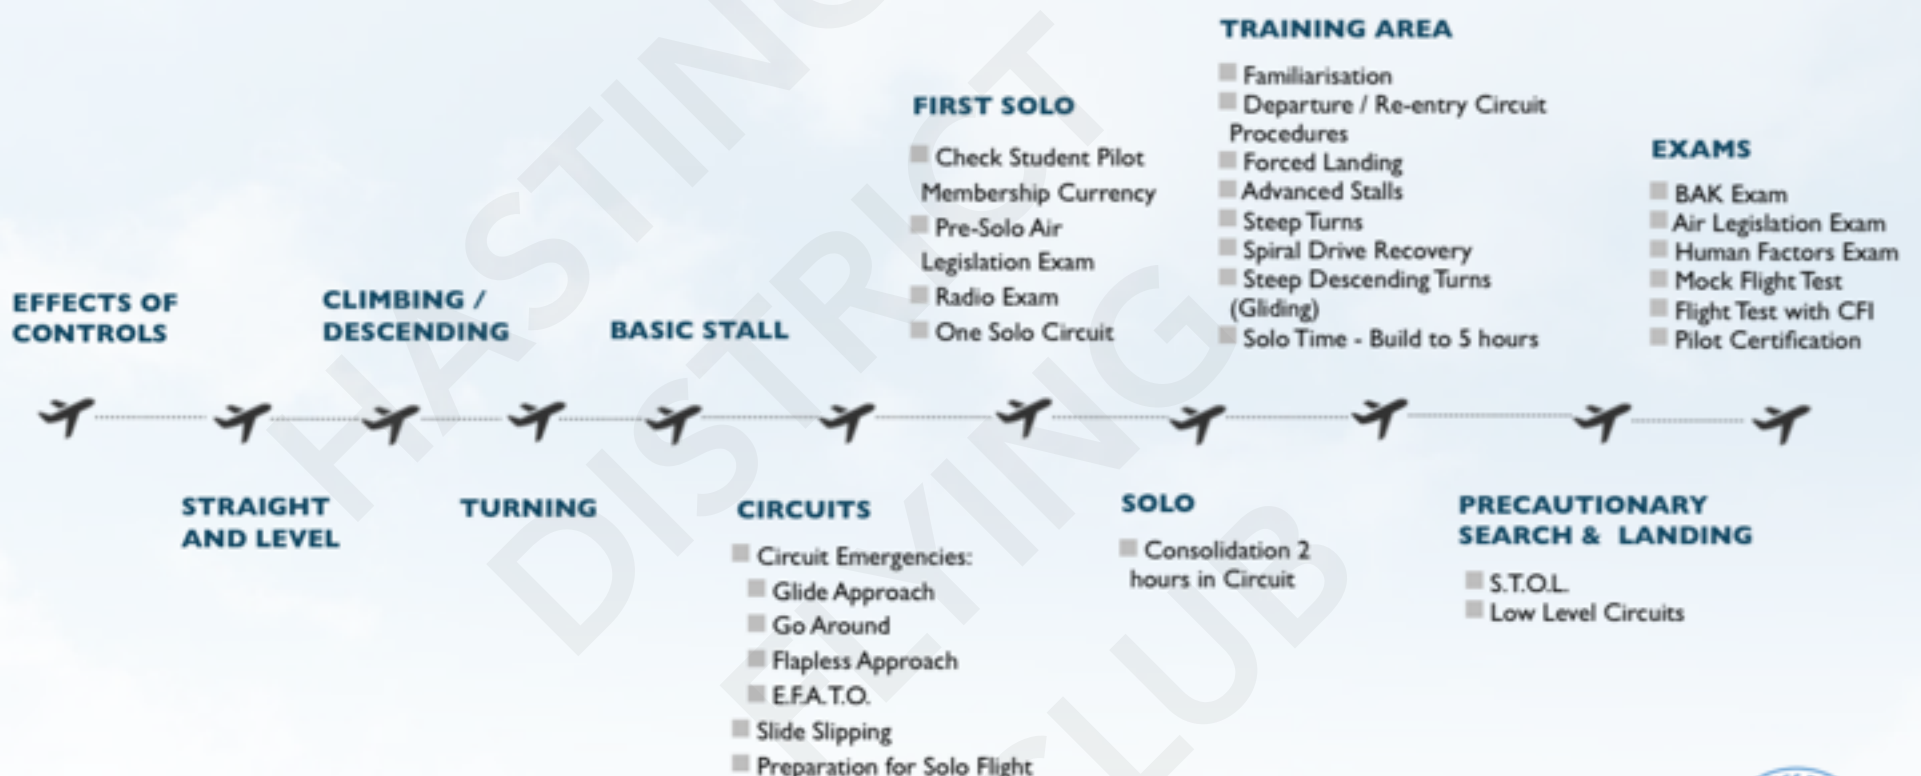 EFFECTS OF
CONTROLS
STRAIGHT
AND LEVEL
CLIMBING /
DESCENDING
TURNING
BASIC STALL
CIRCUITS
Circuit Emergencies:
Glide Approach
Go Around
Flapless Approach
E.F.A.T.O.
Slide Slipping
Preparation for Solo Flight
FIRST SOLO
Check Student Pilot
Membership Currency
Pre-Solo Air
Legislation Exam
Radio Exam
One Solo Circuit
SOLO
Consolidation 2
hours in Circuit
TRAINING AREA
Familiarisation
Departure / Re-entry Circuit
Procedures
Forced Landing
Advanced Stalls
Steep Turns
Spiral Drive Recovery
Steep Descending Turns
(Gliding)
Solo Time - Build to 5 hours
PRECAUTIONARY
SEARCH & LANDING
S.T.O.L.
Low Level Circuits
EXAMS
BAK Exam
Air Legislation Exam
Human Factors Exam
Mock Flight Test
Flight Test with CFI
Pilot Certification
HASTING
DISTRICT
FLYING
CLUB